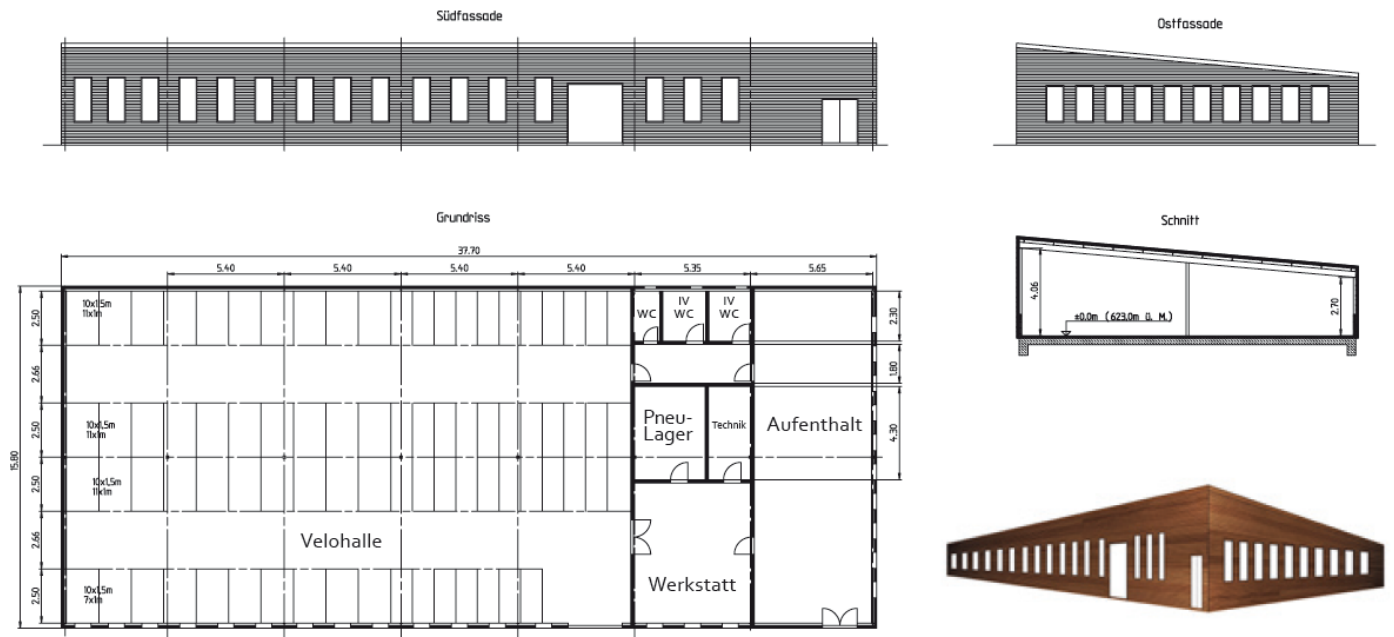 Südfassade
Ostfassade
Grundriss
37.70
5.40
5.40
5.40
5.40
5.35
5.65
15.80
2.50
2.66
2.50
2.50
2.66
2.50
10x1,5m
11x1m
10x1,5m
11x1m
10x1,5m
11x1m
10x1,5m
7x1m
Velohalle
WC
IV
WC
IV
WC
Pneu-
Lager
Technik
Aufenthalt
Werkstatt
2.30
1.80
4.30
Schnitt
4.06
±0.0m (623.0m ü. M.)
2.70